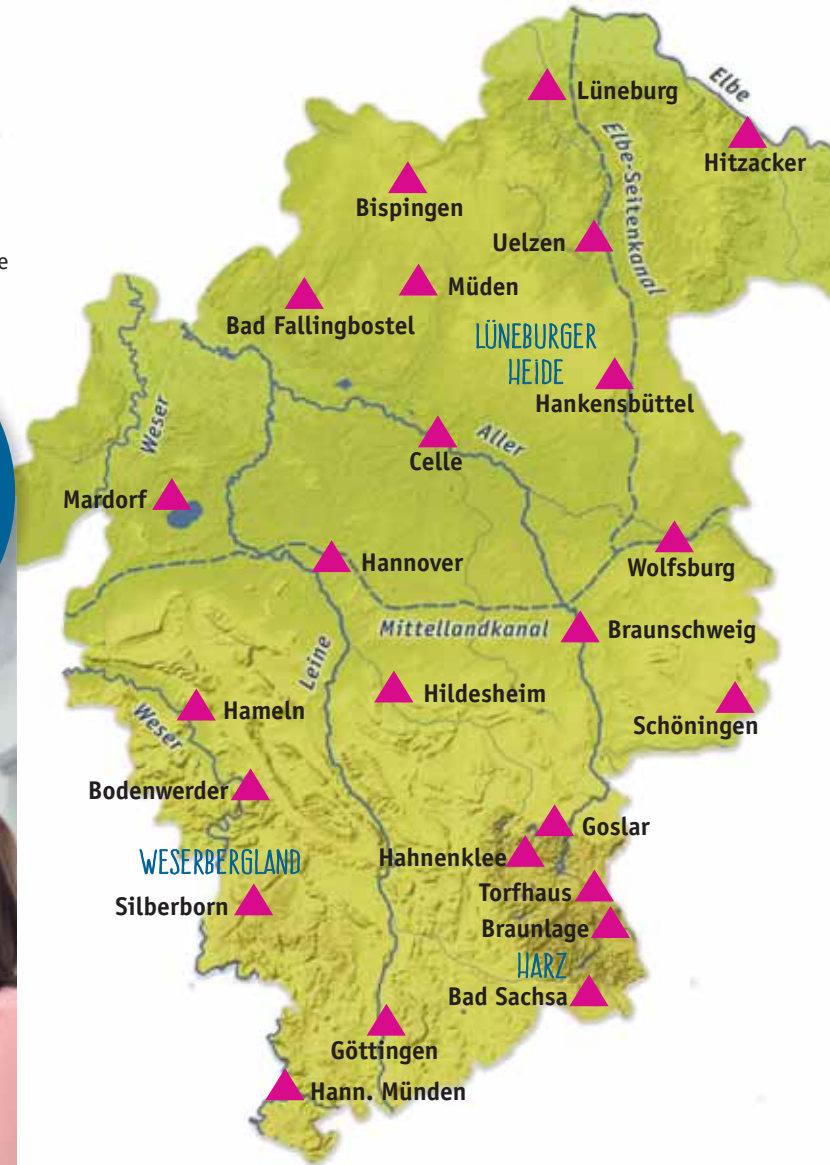 e
Elbe
Lüneburg
Elbe-Seitenkanal
Hitzacker
Bispingen
Uelzen
Müden
Bad Fallingbostel
LÜNEBURGER
HEIDE
Hankensbüttel
Weser
Aller
Celle
Mardorf
Hannover
Wolfsburg
Mittellandkanal
Braunschweig
Leine
Hildesheim
Hameln
Schöningen
Weser
Bodenwerder
Goslar
Hahnenklee
WESERBERGLAND
Torfhaus
Silberborn
Braunlage
HARZ
Bad Sachsa
Göttingen
Hann. Münden